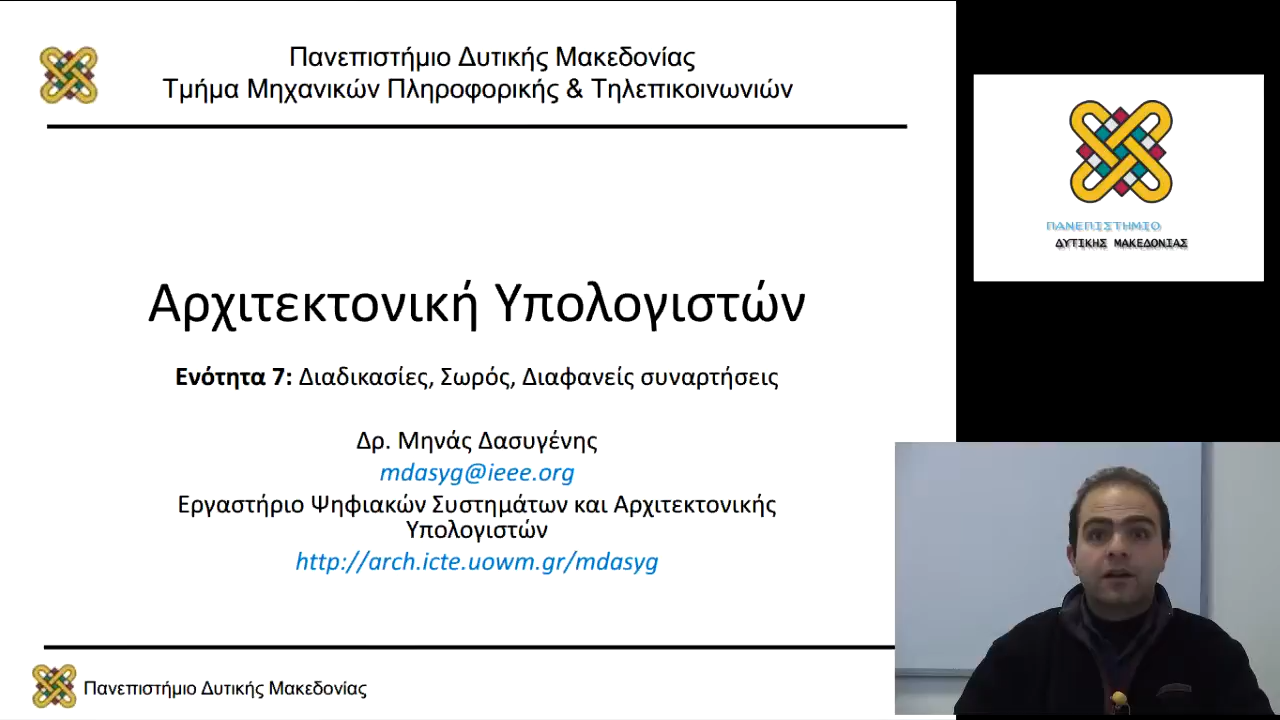 Πανεπιστήμιο Δυτικής Μακεδονίας
Τμήμα Μηχανικών Πληροφορικής & Τηλεπικοινωνιών
ΠΑΝΕΠΙΣΤΗΜΙΟ
ΔΥΤΙΚΗΣ ΜΑΚΕΔΟΝΙΑΣ
Αρχιτεκτονική Υπολογιστών
Ενότητα 7: Διαδικασίες, Σωρός, Διαφανείς συναρτήσεις
Δρ. Μηνάς Δασυγένης
mdasyg@ieee.org
Εργαστήριο Ψηφιακών Συστημάτων και Αρχιτεκτονικής
Υπολογιστών
http://arch.icte.uowm.gr/mdasyg
Πανεπιστήμιο Δυτικής Μακεδονίας